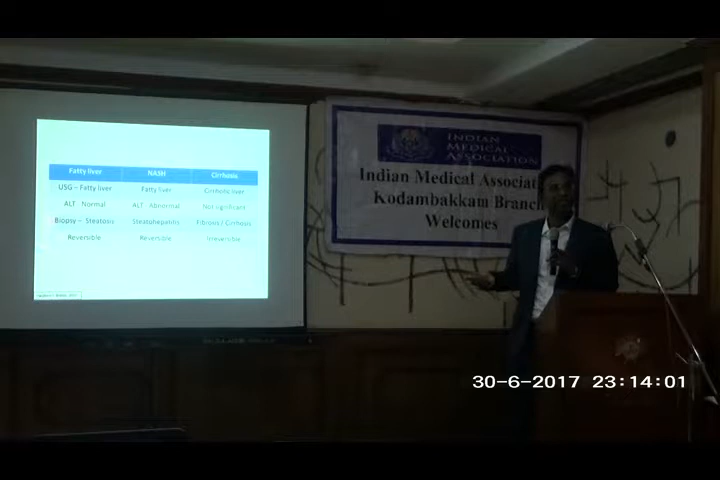 Fatty liver NASH Cirrhosis
USG – Fatty liver Fatty liver Cirrhotic liver
ALT Normal ALT Abnormal Not significant
Biopsy – Steatosis Steatohepatitis Fibrosis / Cirrhosis
Reversible Reversible Irreversible
INDIAN
MEDICAL
ASSOCIATION
Indian Medical Associat
Kodambakkam Branch
Welcomes
30-6-2017 23:14:01